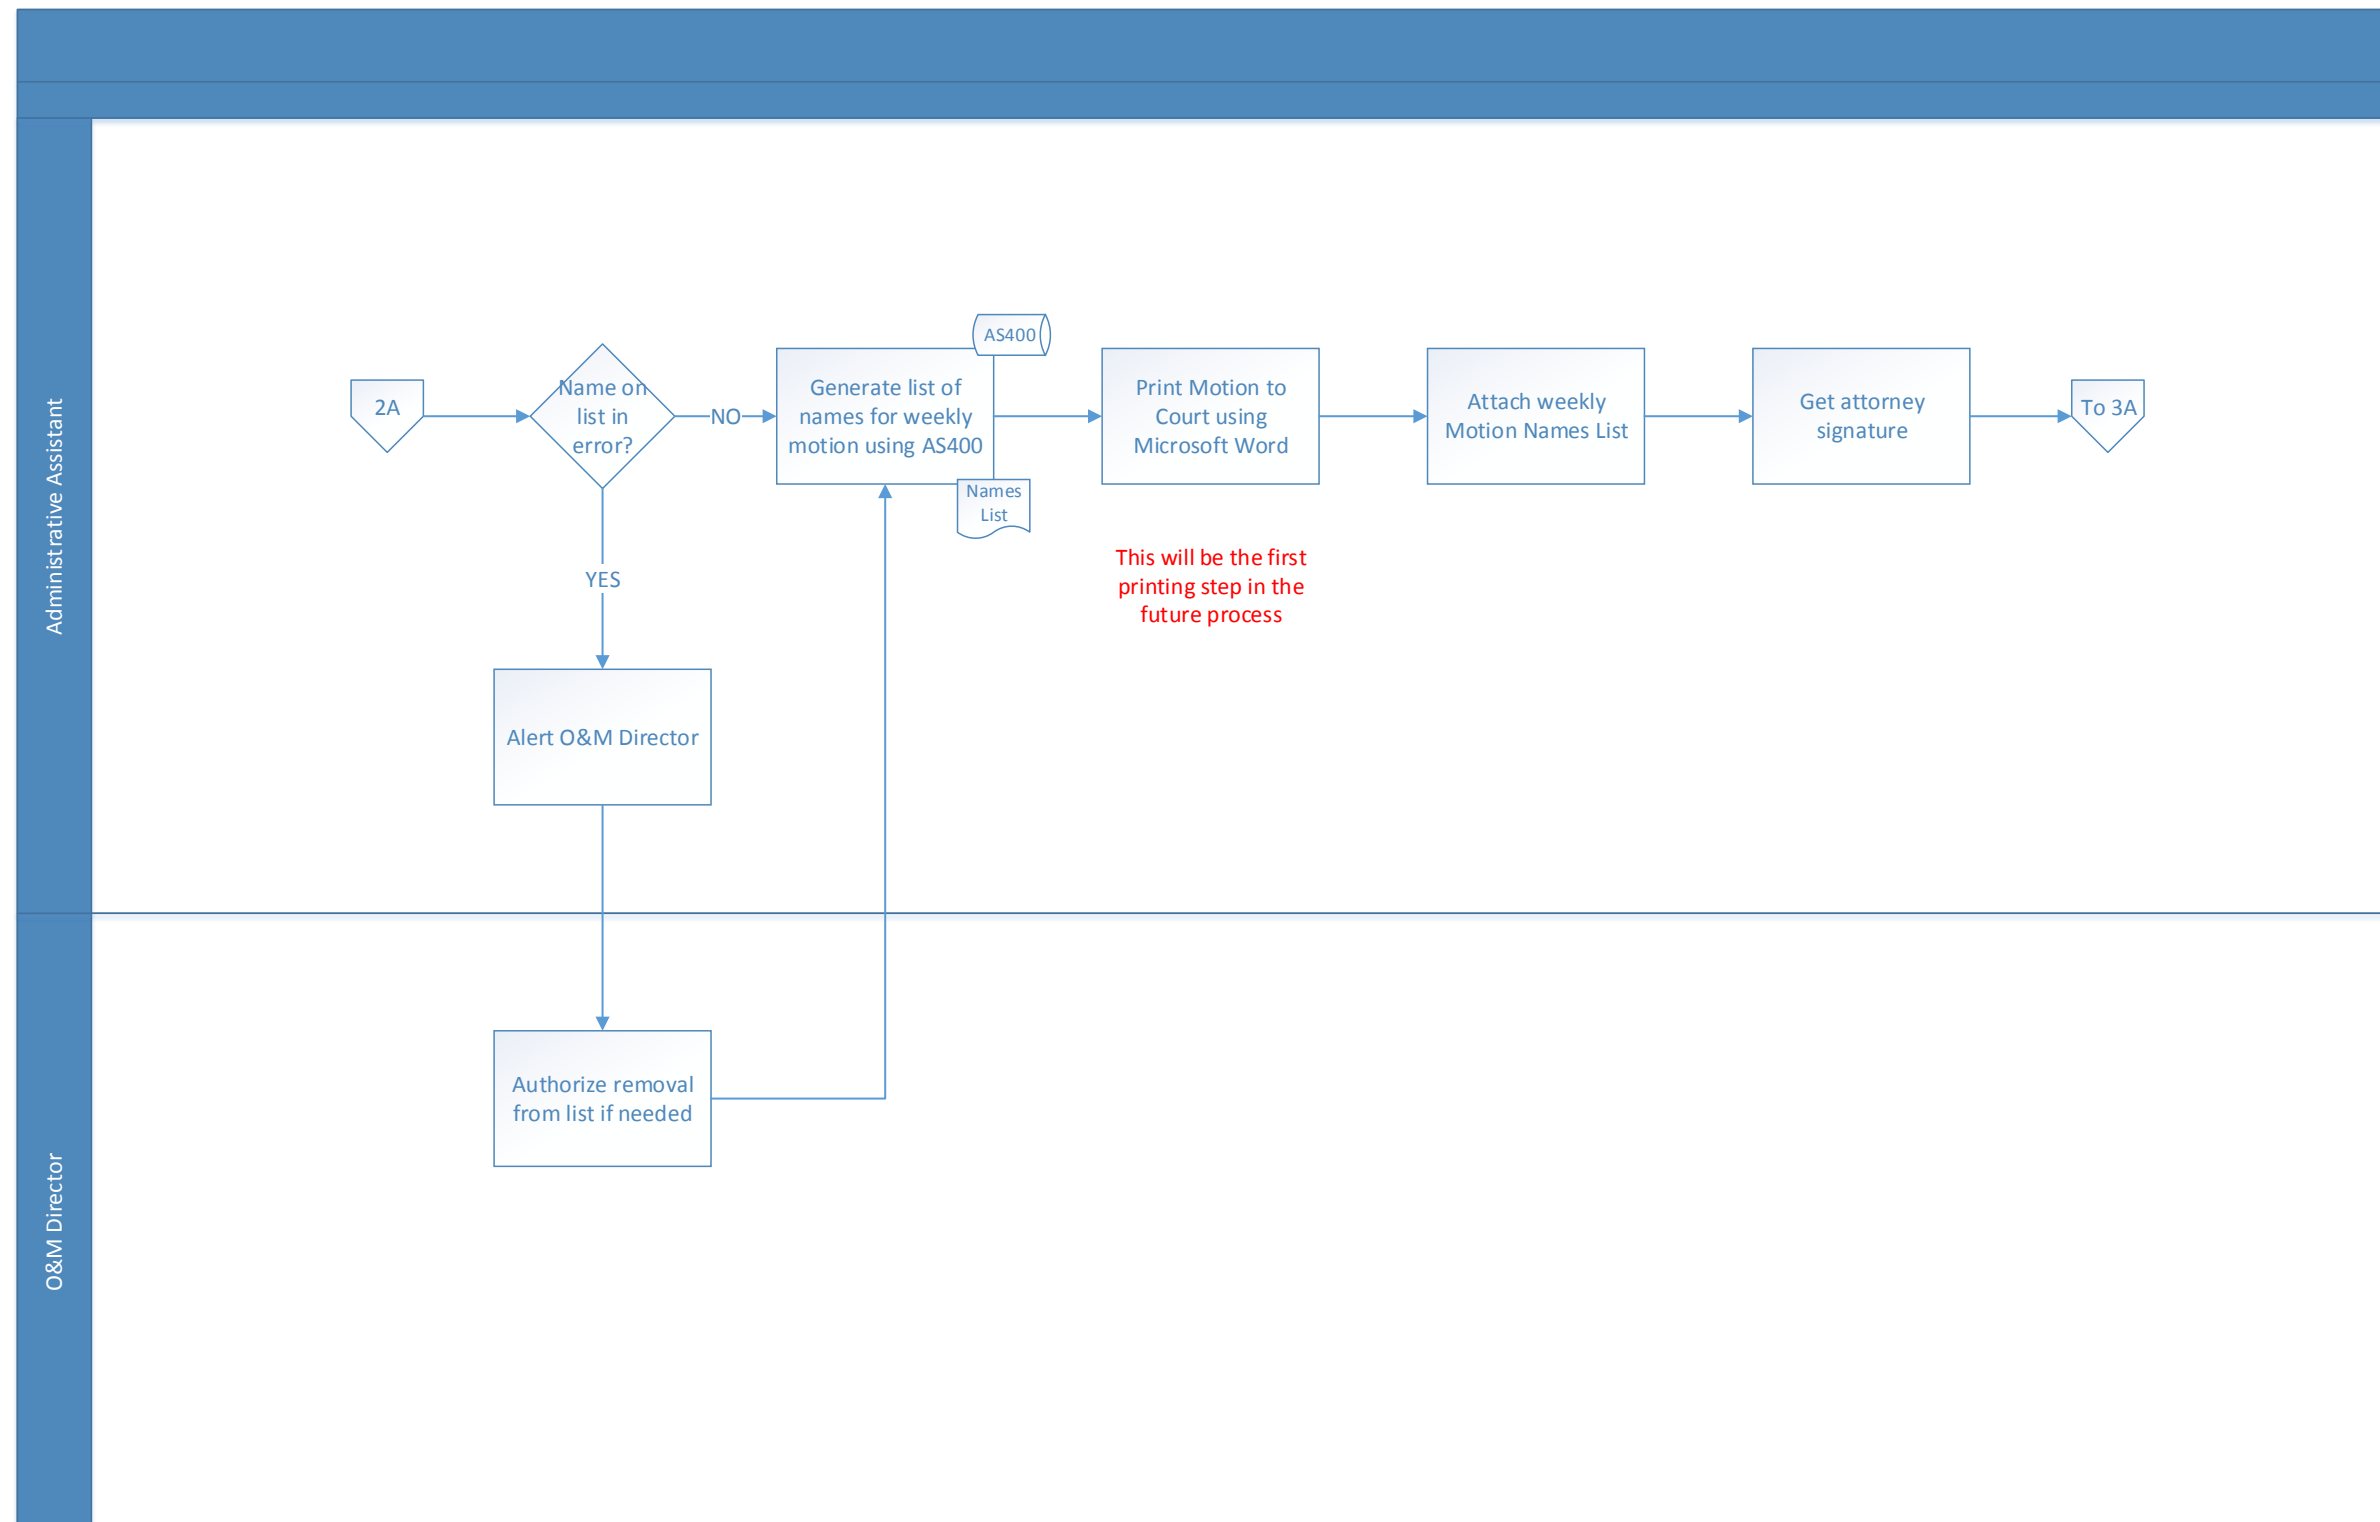 Administrative Assistant
2A
Name on
list in
error?
NO
Generate list of
names for weekly
motion using AS400
AS400
Names
List
Print Motion to
Court using
Microsoft Word
Attach weekly
Motion Names List
Get attorney
signature
To 3A
This will be the first
printing step in the
future process
YES
Alert O&M Director
O&M Director
Authorize removal
from list if needed